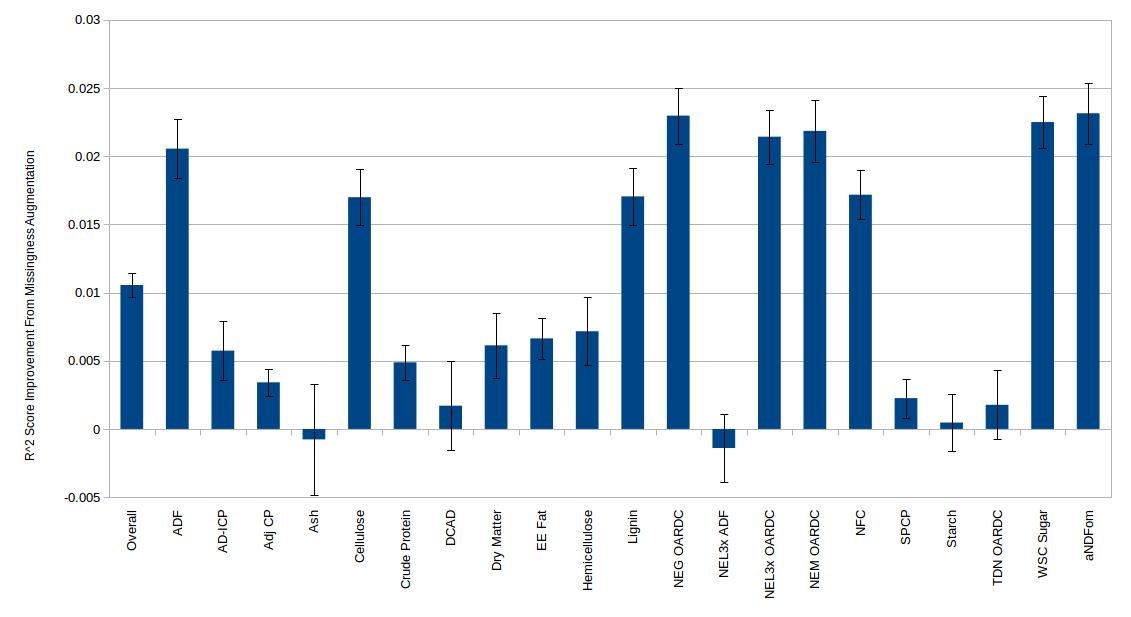 0.03
0.025
0.02
0.015
0.01
0.005
0
-0.005
R^2 Score Improvement From Missingness Augmentation
Overall
ADF
AD-ICP
Adj CP
Ash
Cellulose
Crude Protein
DCAD
Dry Matter
EE Fat
Hemicellulose
Lignin
NEG OARDC
NEL3x ADF
NEL3x OARDC
NEM OARDC
NFC
SPCP
Starch
TDN OARDC
WSC Sugar
aNDFom